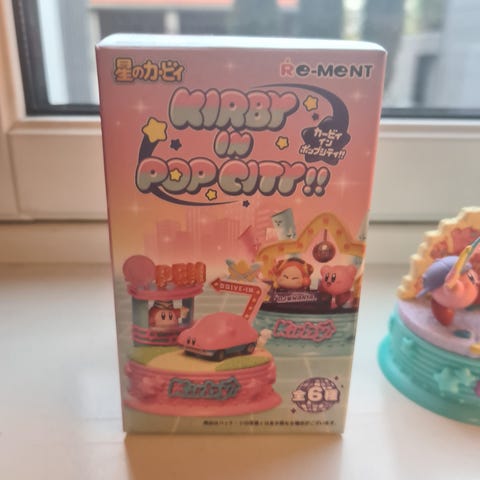 星のカービィ
Re-MENT
KIRBY
IN
POP CITY!!
カービィ
イン
ポップシティ!!
DRIVE-IN
全6種